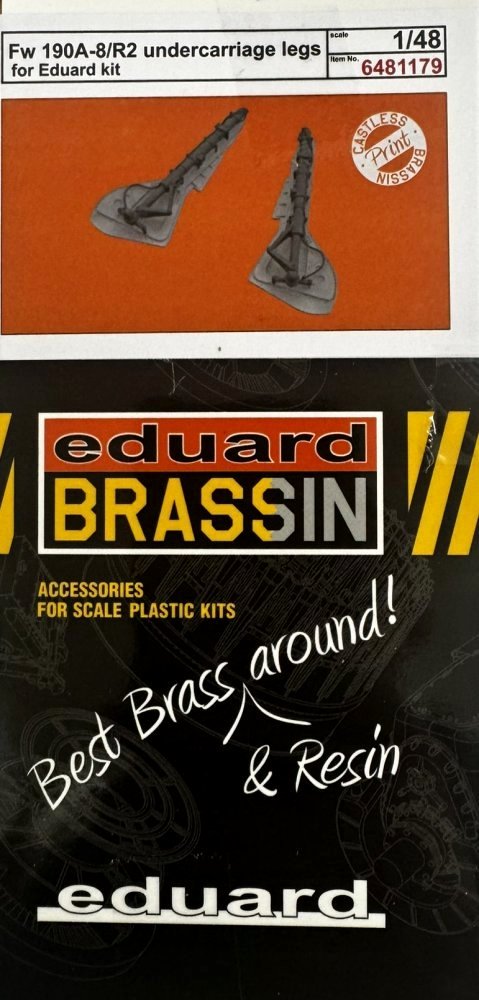 Fw 190A-8/R2 undercarriage legs
for Eduard kit
scale
1/48
Item No.
6481179
CASTLESS
Print
BRASSIN
eduard
BRASSIN
ACCESSORIES
FOR SCALE PLASTIC KITS
Best Brass around!
& Resin
eduard